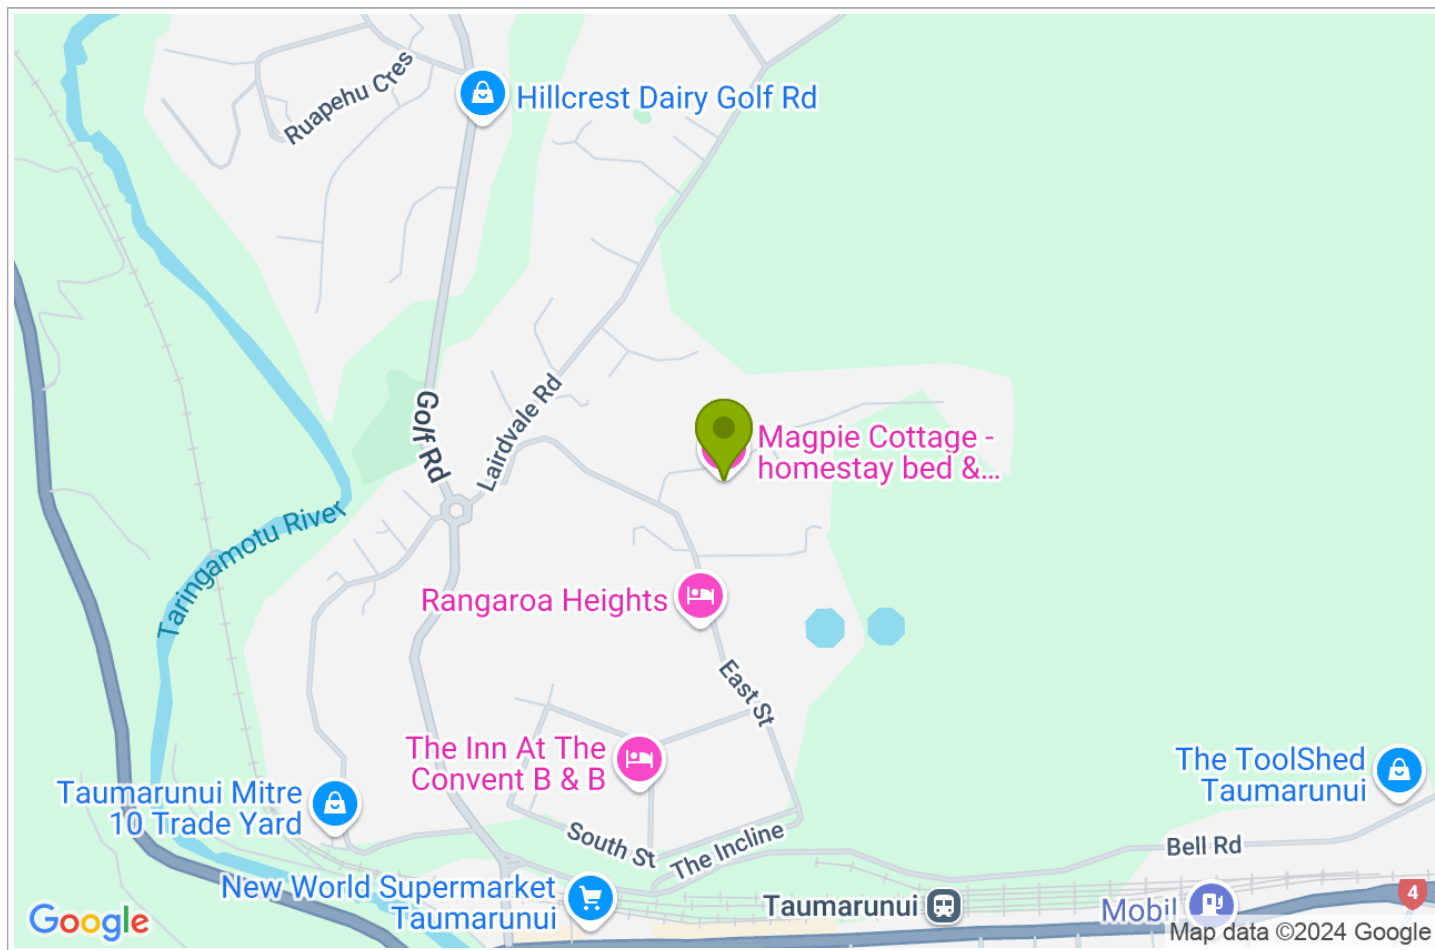 Ruapehu Cres
Hillcrest Dairy Golf Rd
Golf Rd
Lairdvale Rd
Magpie Cottage -
homestay bed &...
Taringamotu River
Rangaroa Heights
East St
The Inn At The
Convent B & B
The ToolShed
Taumarunui
Taumarunui Mitre
10 Trade Yard
South St
The Incline
Bell Rd
New World Supermarket
Taumarunui
Taumarunui
Mobil
4
Google
Map data ©2024 Google